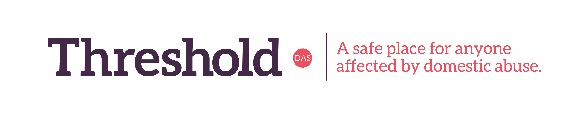 Threshold
DAS
A safe place for anyone
affected by domestic abuse.